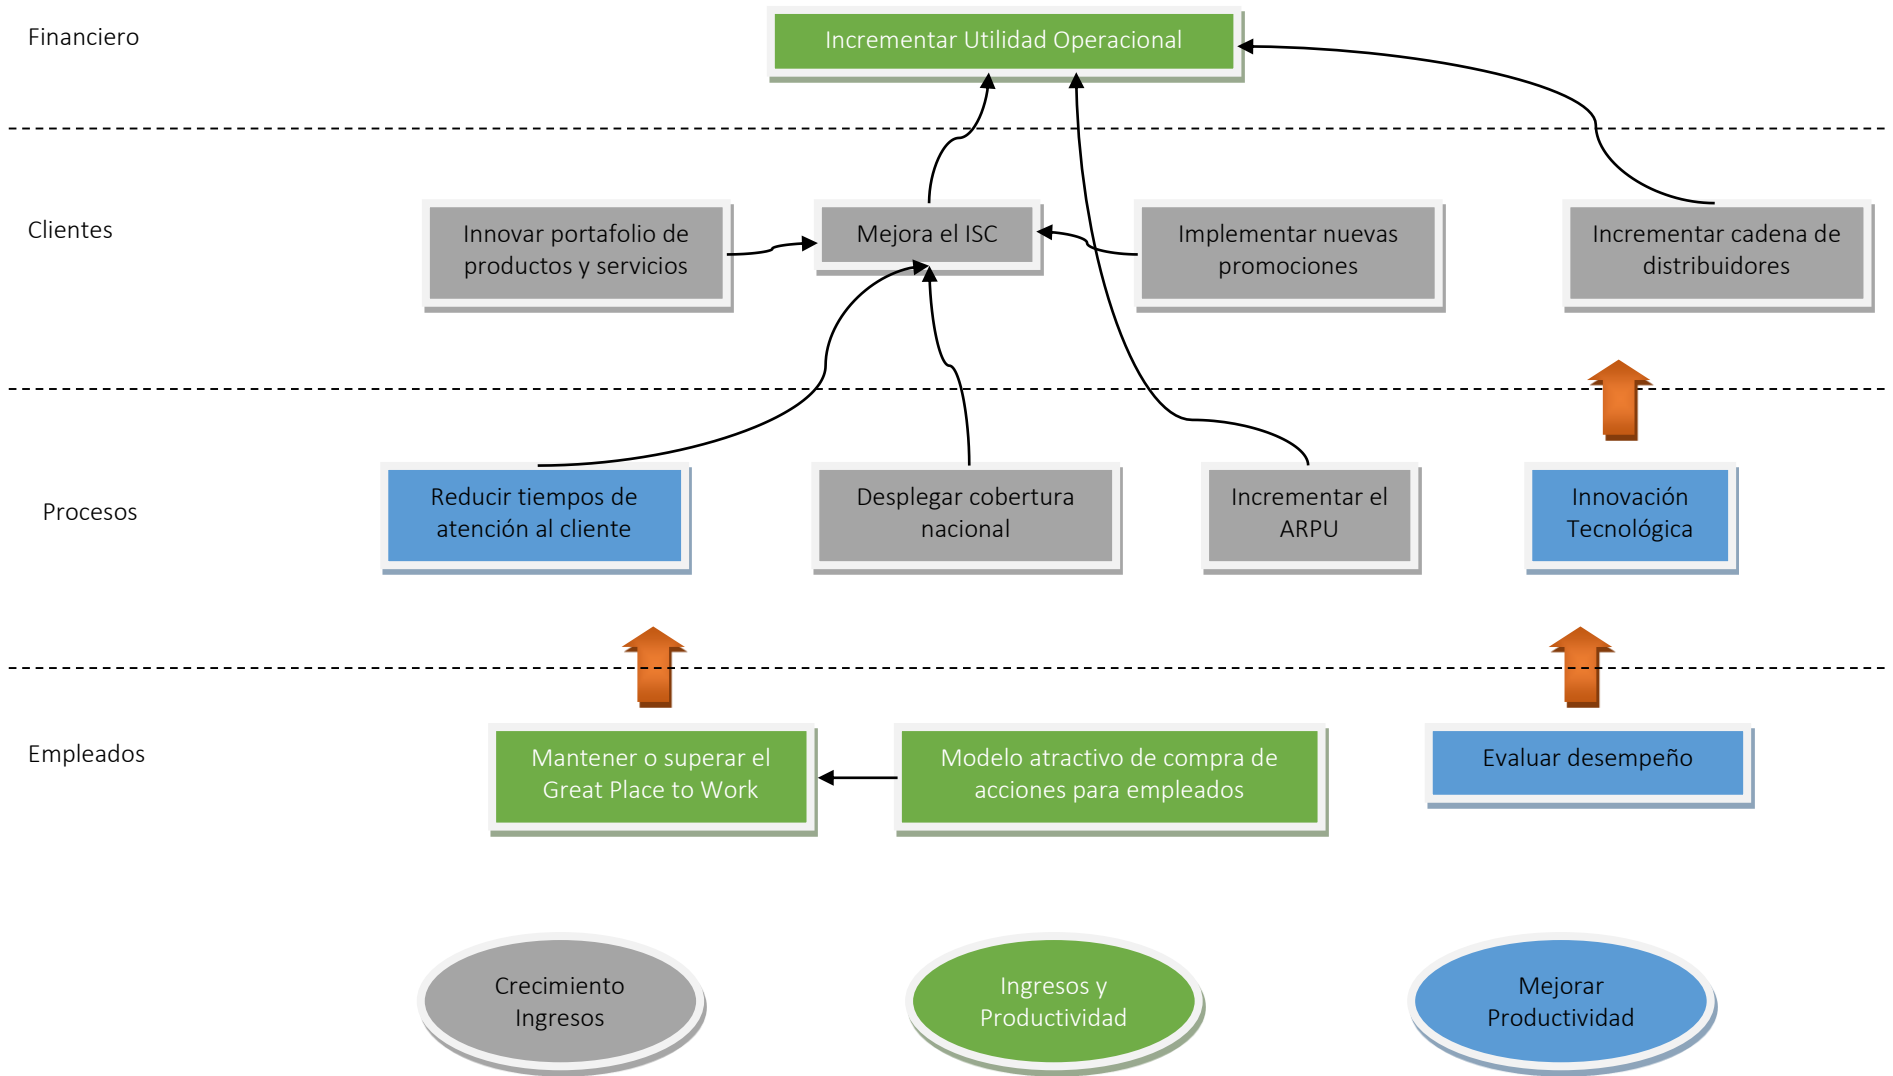 Financiero
Incrementar Utilidad Operacional
Clientes
Innovar portafolio de
productos y servicios
Mejora el ISC
Implementar nuevas
promociones
Incrementar cadena de
distribuidores
Procesos
Reducir tiempos de
atención al cliente
Desplegar cobertura
nacional
Incrementar el
ARPU
Innovación
Tecnológica
Empleados
Mantener o superar el
Great Place to Work
Modelo atractivo de compra de
acciones para empleados
Evaluar desempeño
Crecimiento
Ingresos
Ingresos y
Productividad
Mejorar
Productividad